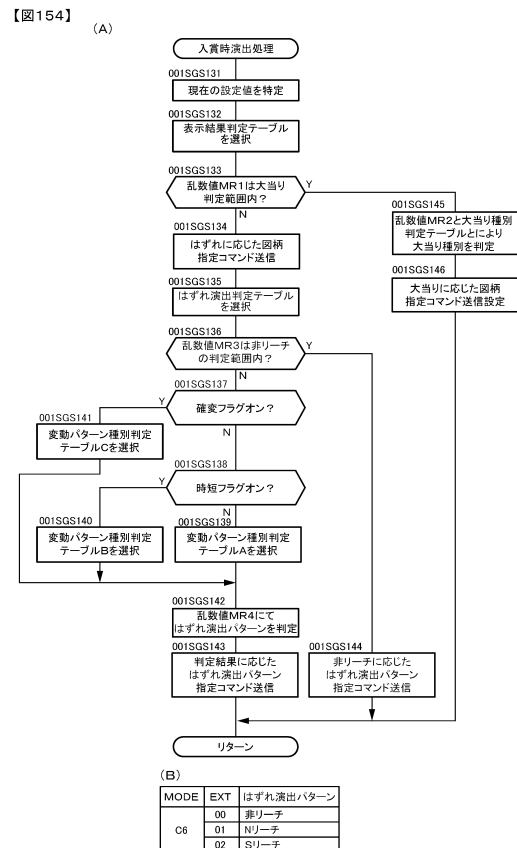 【図154】
（A）
入賞時演出処理
001SGS131
現在の設定値を特定
001SGS132
表示結果判定テーブル
を選択
001SGS133
乱数値MR1は大当り
判定範囲内？
Y
N
001SGS145
乱数値MR2と大当り種別
判定テーブルとにより
大当り種別を判定
001SGS134
はずれに応じた図柄
指定コマンド送信
001SGS146
大当りに応じた図柄
指定コマンド送信設定
001SGS135
はずれ演出判定テーブル
を選択
001SGS136
乱数値MR3は非リーチ
の判定範囲内？
Y
N
001SGS137
確変フラグオン？
Y
N
001SGS141
変動パターン種別判定
テーブルCを選択
001SGS138
時短フラグオン？
Y
N
001SGS140
変動パターン種別判定
テーブルBを選択
001SGS139
変動パターン種別判定
テーブルAを選択
001SGS142
乱数値MR4にて
はずれ演出パターンを判定
001SGS143
判定結果に応じた
はずれ演出パターン
指定コマンド送信
001SGS144
非リーチに応じた
はずれ演出パターン
指定コマンド送信
リターン
（B）
MODE EXT はずれ演出パターン
C6 00 非リーチ
01 Nリーチ
02 Sリーチ